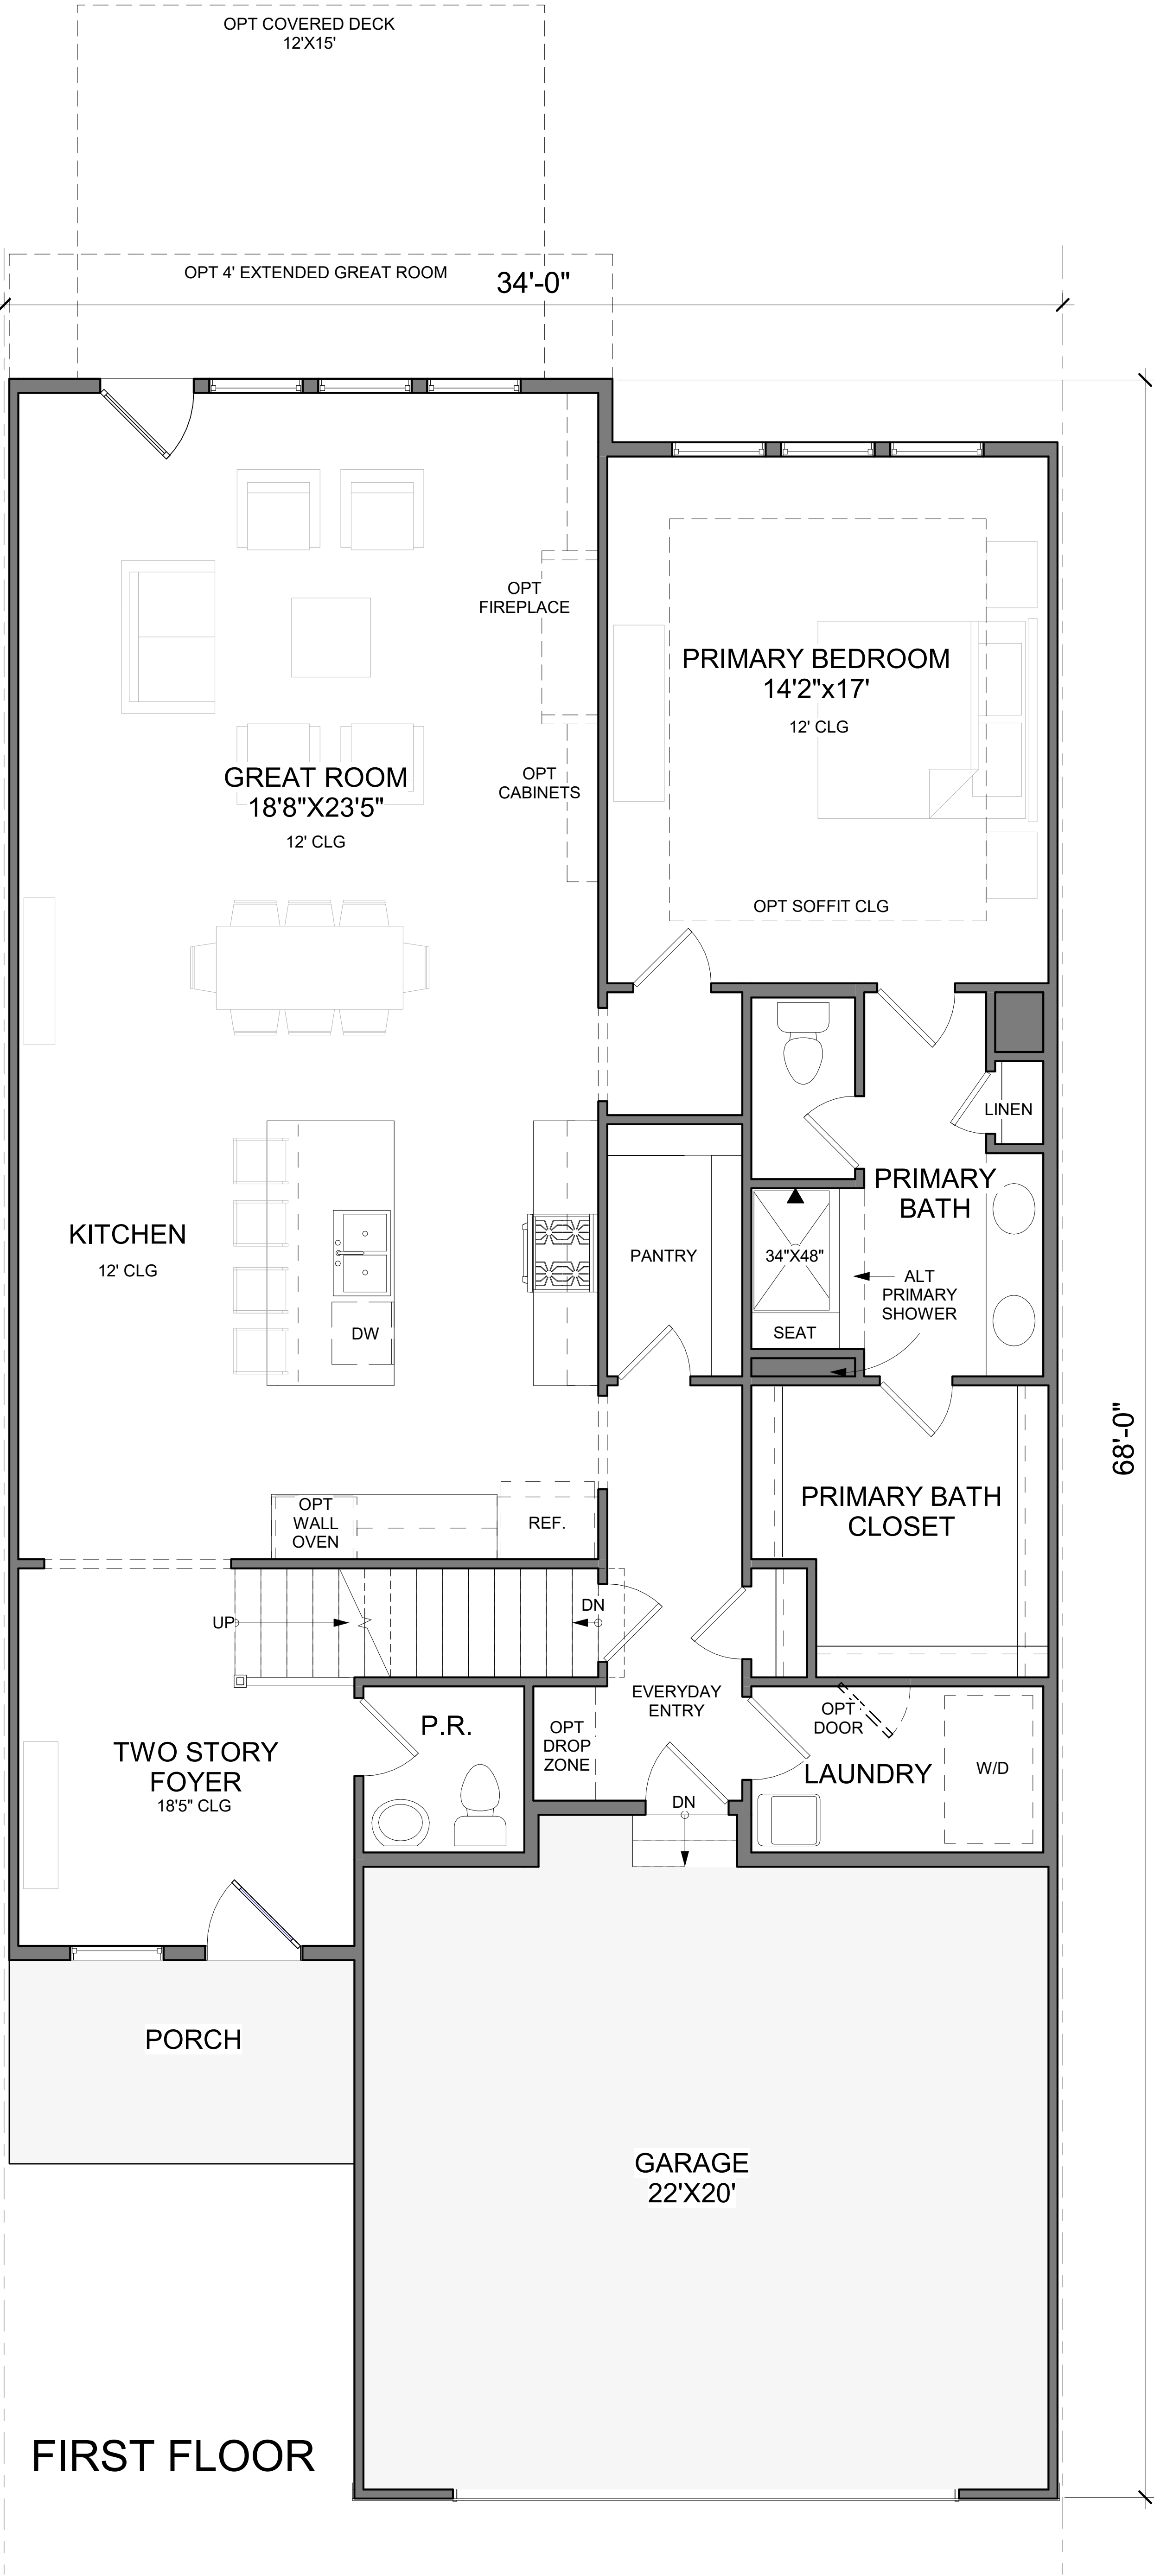 OPT COVERED DECK
12'X15'
OPT 4' EXTENDED GREAT ROOM
34'-0"
OPT
FIREPLACE
PRIMARY BEDROOM
14'2"x17'
12' CLG
GREAT ROOM
18'8"X23'5"
12' CLG
OPT
CABINETS
OPT SOFFIT CLG
LINEN
PRIMARY
BATH
KITCHEN
12' CLG
PANTRY
34"X48"
ALT
PRIMARY
SHOWER
SEAT
DW
68'-0"
PRIMARY BATH
CLOSET
OPT
WALL
OVEN
REF.
UP
DN
EVERYDAY
ENTRY
OPT
DOOR
P.R.
OPT
DROP
ZONE
TWO STORY
FOYER
18'5" CLG
LAUNDRY
W/D
DN
PORCH
GARAGE
22'X20'
FIRST FLOOR